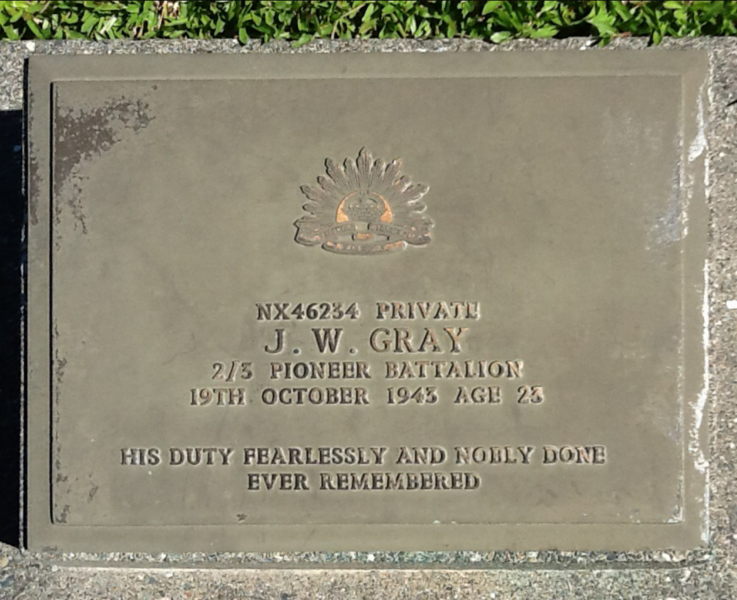 NX46234 PRIVATE
J. W. GRAY
2/3 PIONEER BATTALION
19TH OCTOBER 1943 AGE 23
HIS DUTY FEARLESSLY AND NOBLY DONE
EVER REMEMBERED